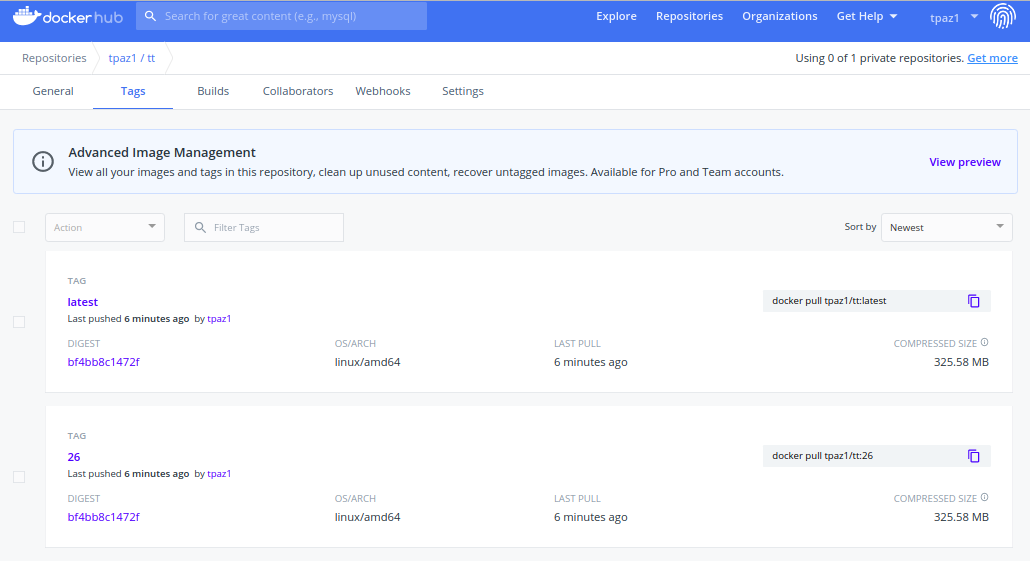 docker hub Search for great content (e.g., mysql) Explore Repositories Organizations Get Help tpaz1
Repositories tpaz1 / tt Using 0 of 1 private repositories. Get more
General Tags Builds Collaborators Webhooks Settings
Advanced Image Management
View all your images and tags in this repository, clean up unused content, recover untagged images. Available for Pro and Team accounts.
View preview
Action Filter Tags Sort by Newest
TAG
latest
docker pull tpaz1/tt:latest
Last pushed 6 minutes ago by tpaz1
DIGEST OS/ARCH LAST PULL COMPRESSED SIZE
bf4bb8c1472f linux/amd64 6 minutes ago 325.58 MB
TAG
26
docker pull tpaz1/tt:26
Last pushed 6 minutes ago by tpaz1
DIGEST OS/ARCH LAST PULL COMPRESSED SIZE
bf4bb8c1472f linux/amd64 6 minutes ago 325.58 MB